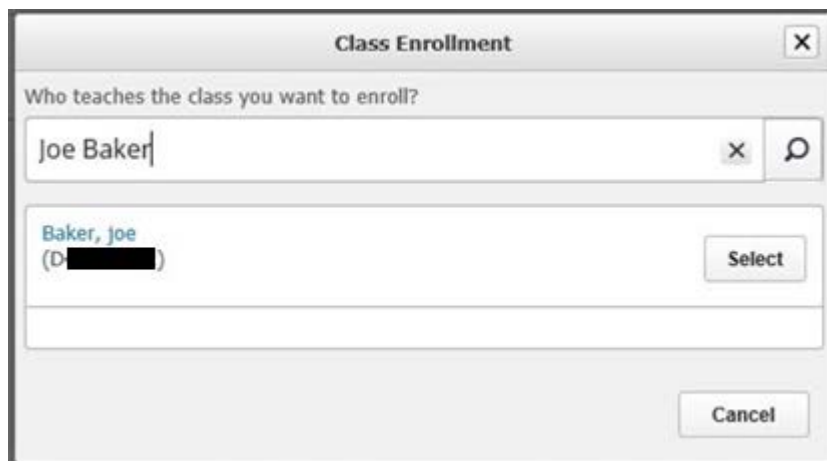 Class Enrollment
Who teaches the class you want to enroll?
Joe Baker
Baker, joe
(D          )
Select
Cancel